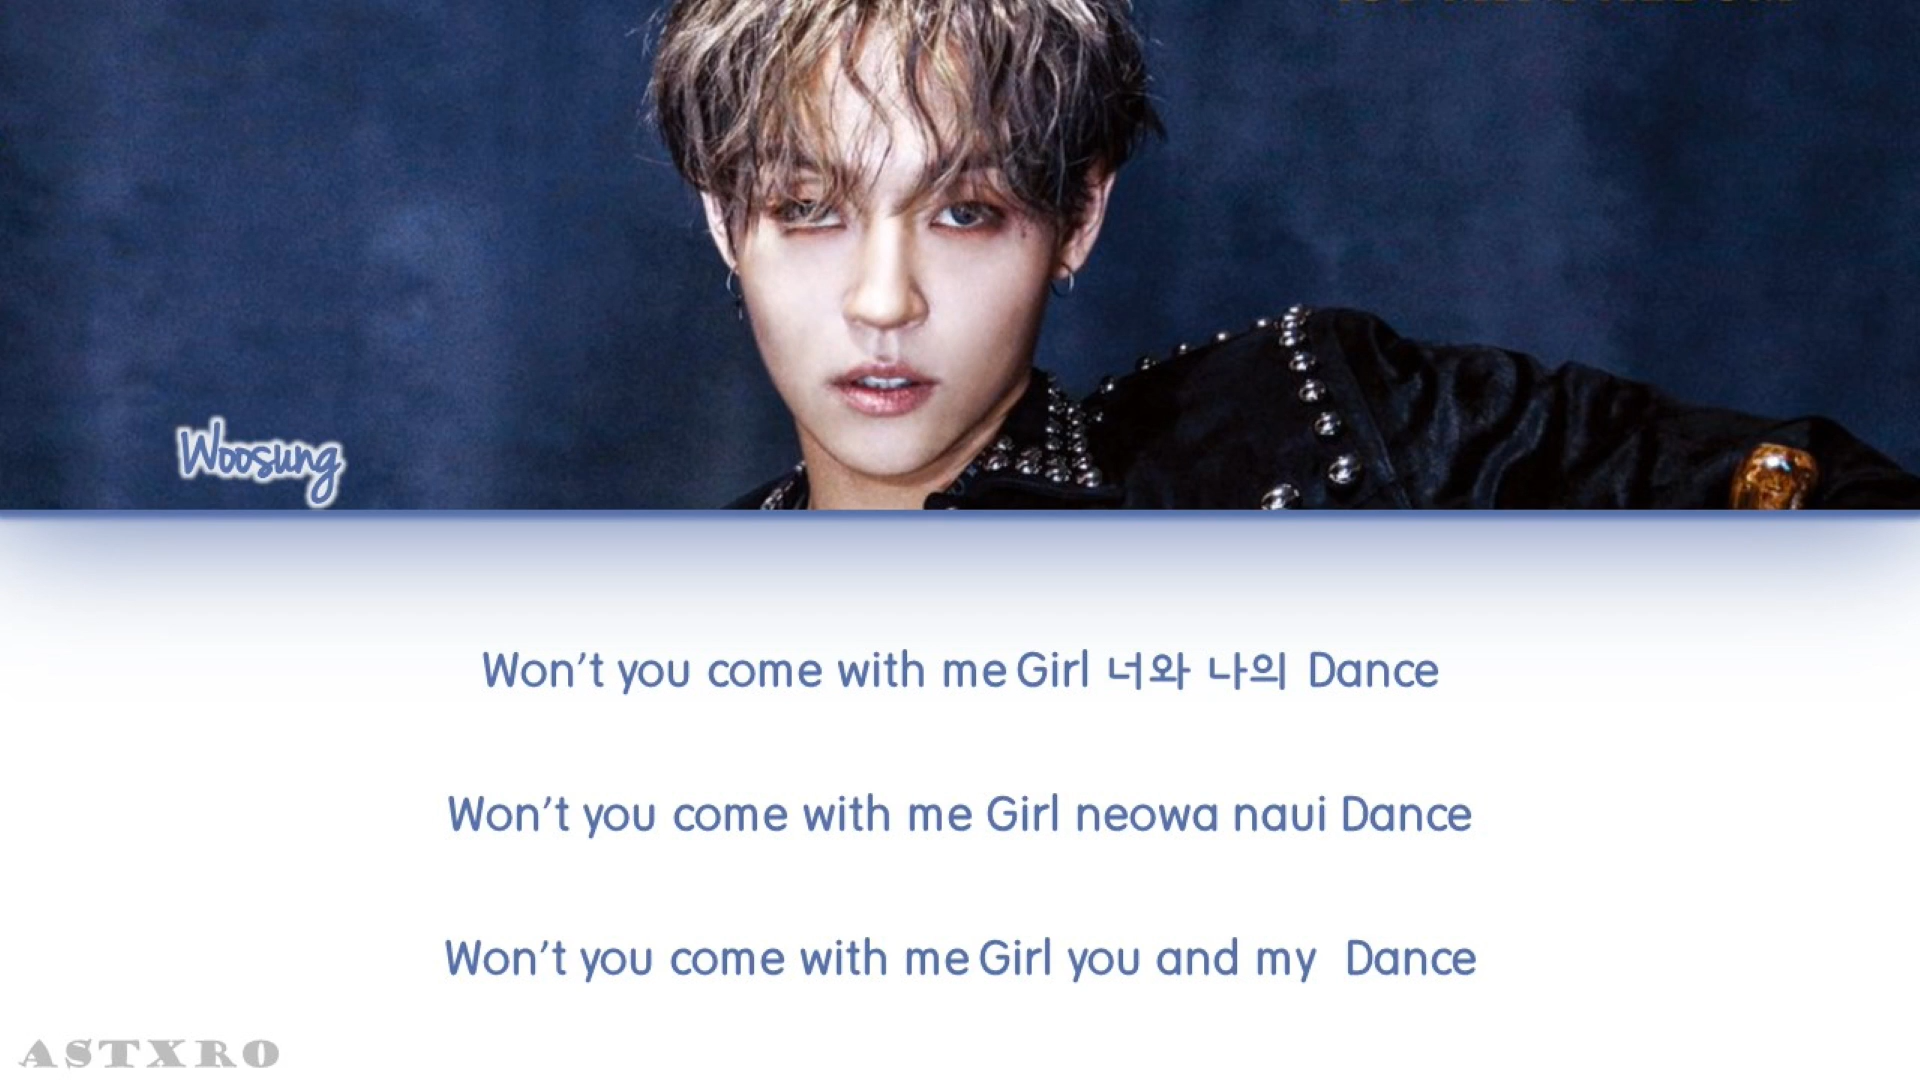 Woosung
Won't you come with me Girl 너와 나의 Dance
Won't you come with me Girl neowa naui Dance
Won't you come with me Girl you and my Dance
ASTXRO